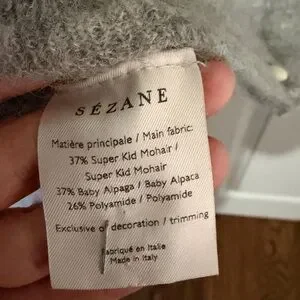 SÉZANE
Matière principale / Main fabric:
37% Super Kid Mohair /
Super Kid Mohair
37% Baby Alpaga / Baby Alpaca
26% Polyamide / Polyamide
Exclusive of decoration / trimming
Fabriqué en Italie
Made in Italy